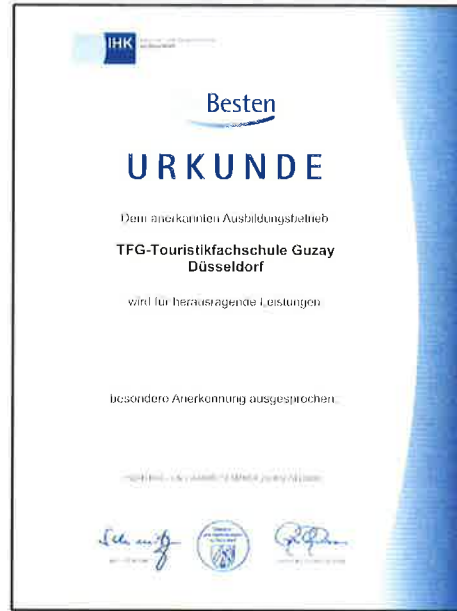 IHK
Besten
URKUNDE
Dem anerkannten Ausbildungsbetrieb
TFG-Touristikfachschule Guzay
Düsseldorf
wird für herausragende Leistungen
besondere Anerkennung ausgesprochen.